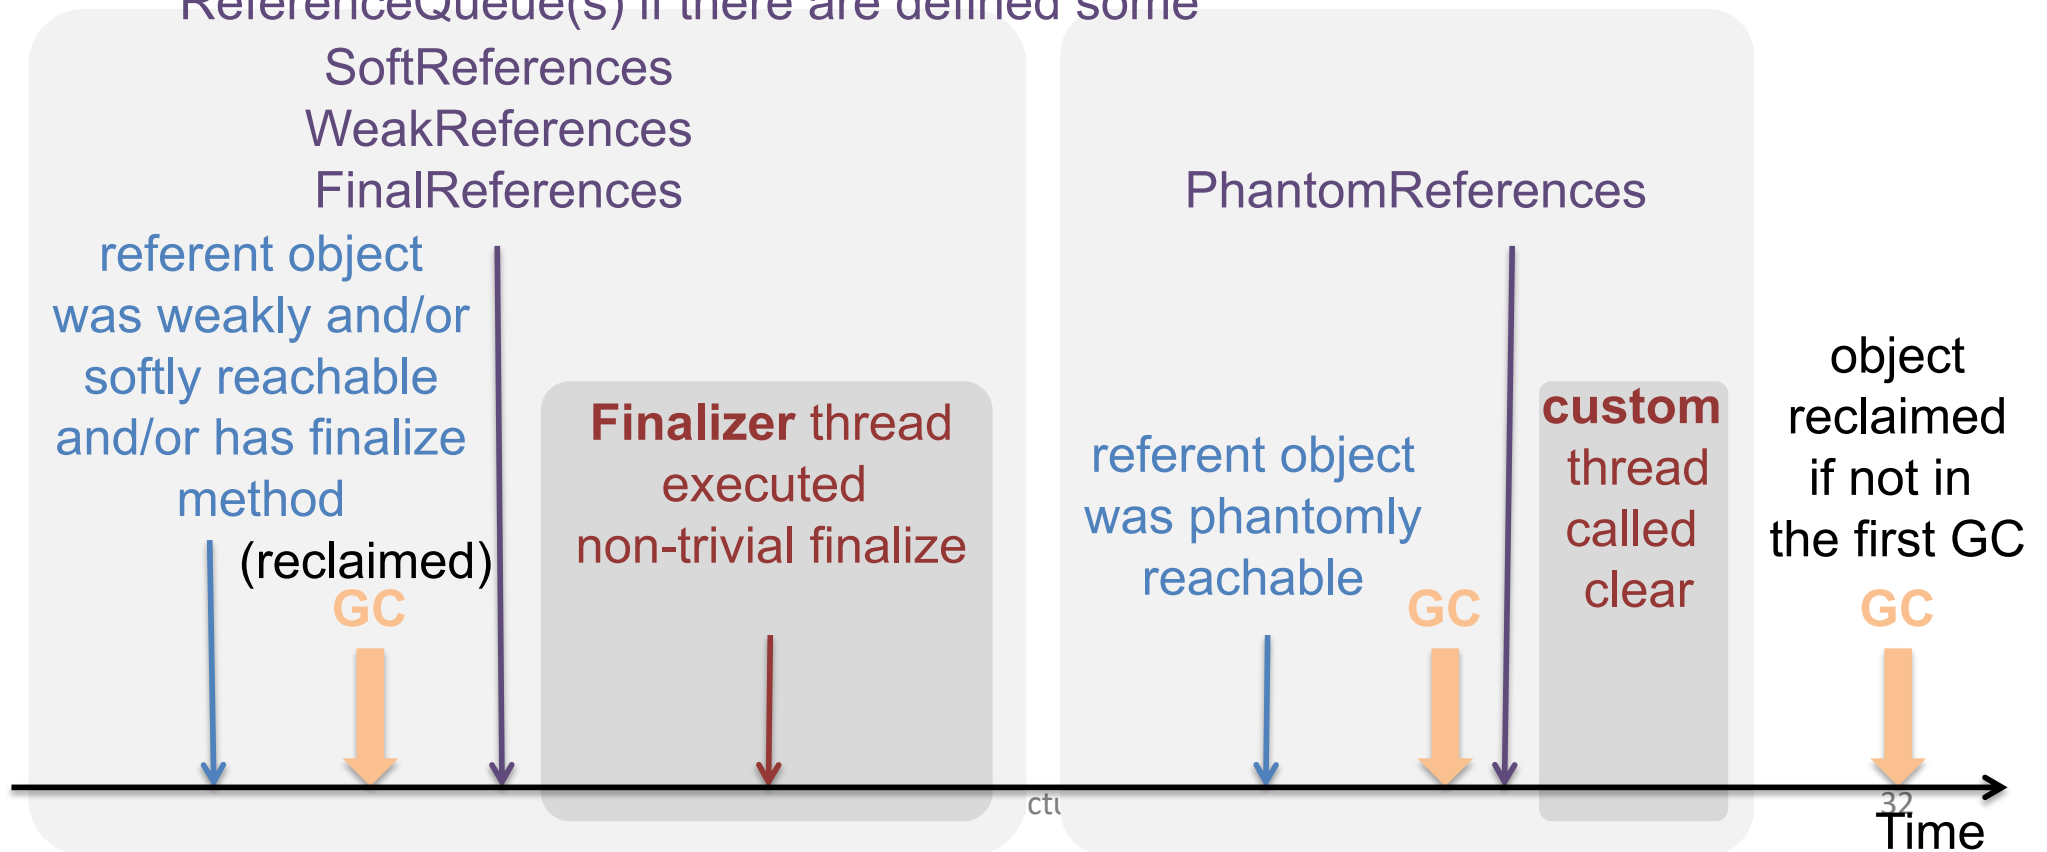 ReferenceQueue(s) if there are defined some
SoftReferences
WeakReferences
FinalReferences
referent object
was weakly and/or
softly reachable
and/or has finalize
method
(reclaimed)
GC
Finalizer thread
executed
non-trivial finalize
PhantomReferences
referent object
was phantomly
reachable
GC
custom
thread
called
clear
object
reclaimed
if not in
the first GC
GC
32
Time